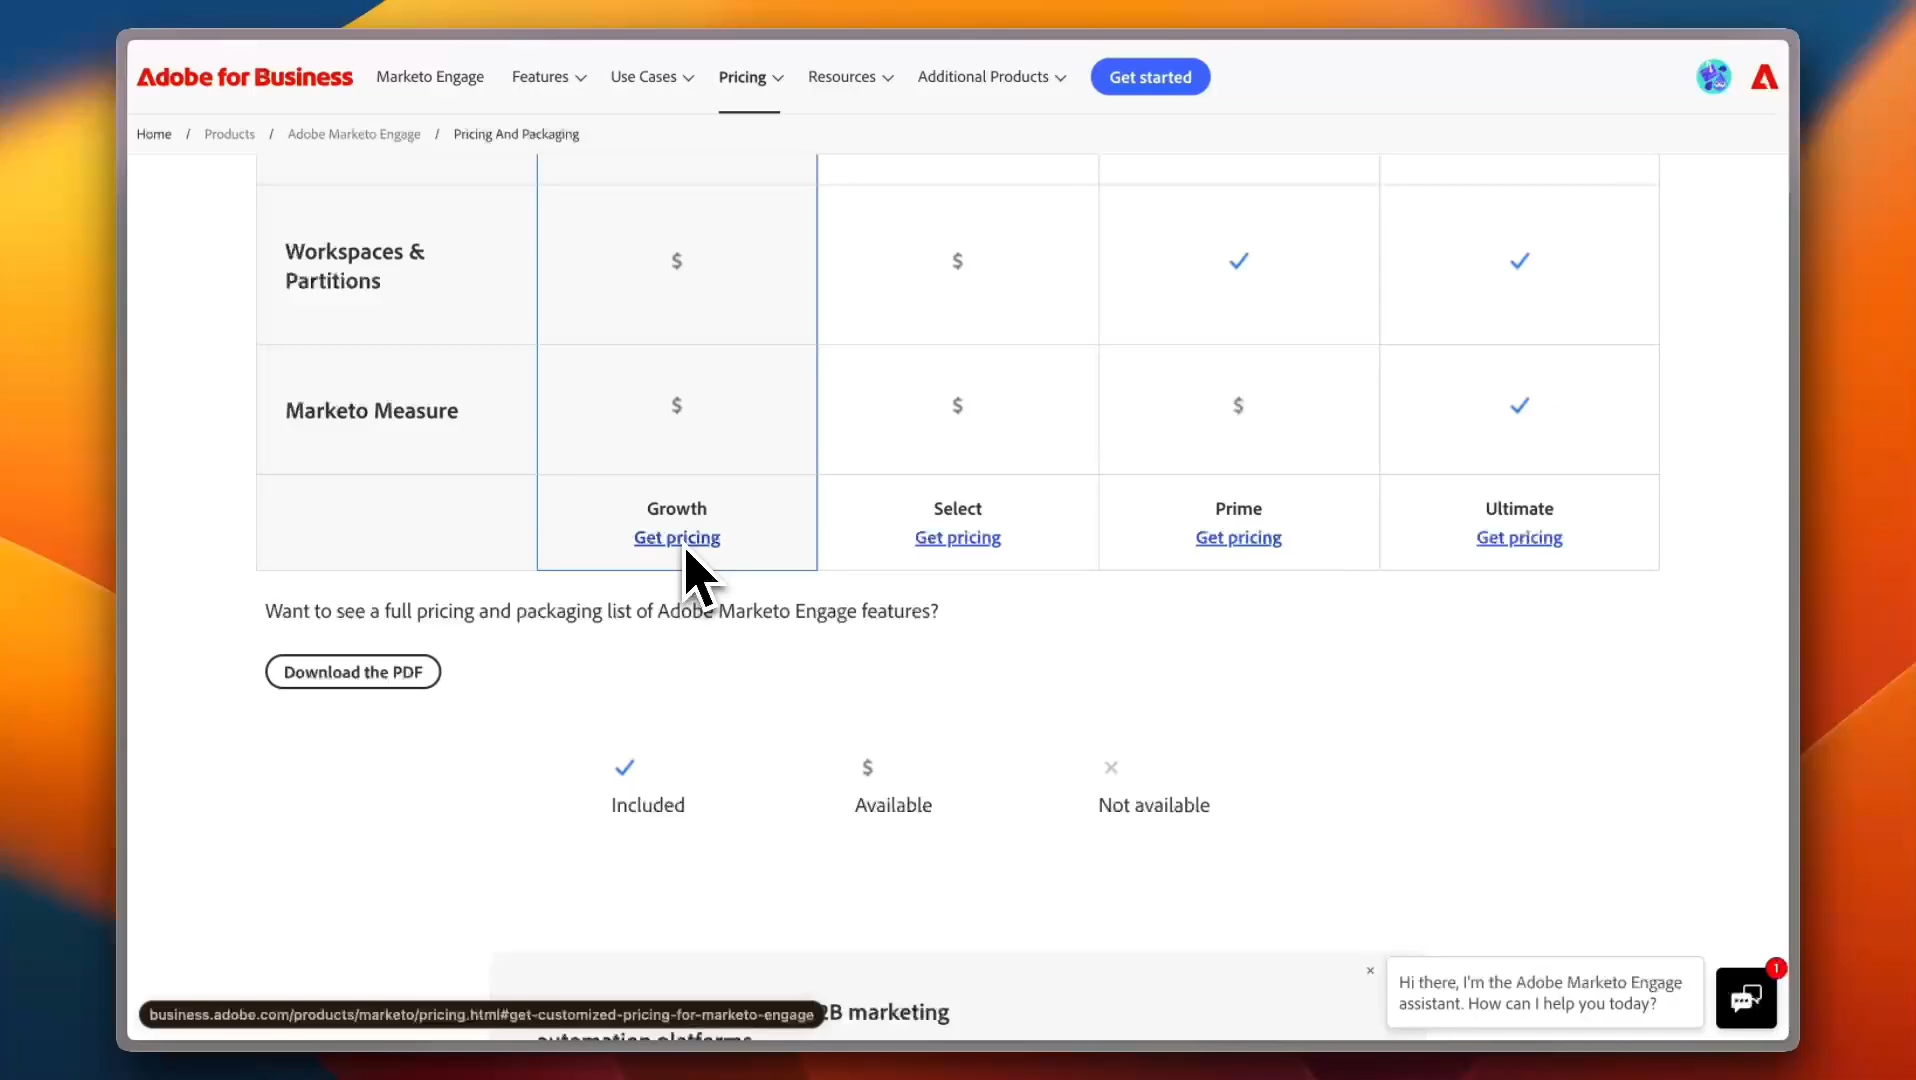 Adobe for Business Marketo Engage Features Use Cases Pricing Resources Additional Products Get started
Home / Products / Adobe Marketo Engage / Pricing And Packaging
Workspaces &
Partitions
$ $
Marketo Measure
$ $ $
Growth Select Prime Ultimate
Get pricing Get pricing Get pricing Get pricing
Want to see a full pricing and packaging list of Adobe Marketo Engage features?
Download the PDF
$
Included Available Not available
Hi there, I'm the Adobe Marketo Engage
assistant. How can I help you today?
1
business.adobe.com/products/marketo/pricing.html#get-customized-pricing-for-marketo-engage
2B marketing
automation platforms